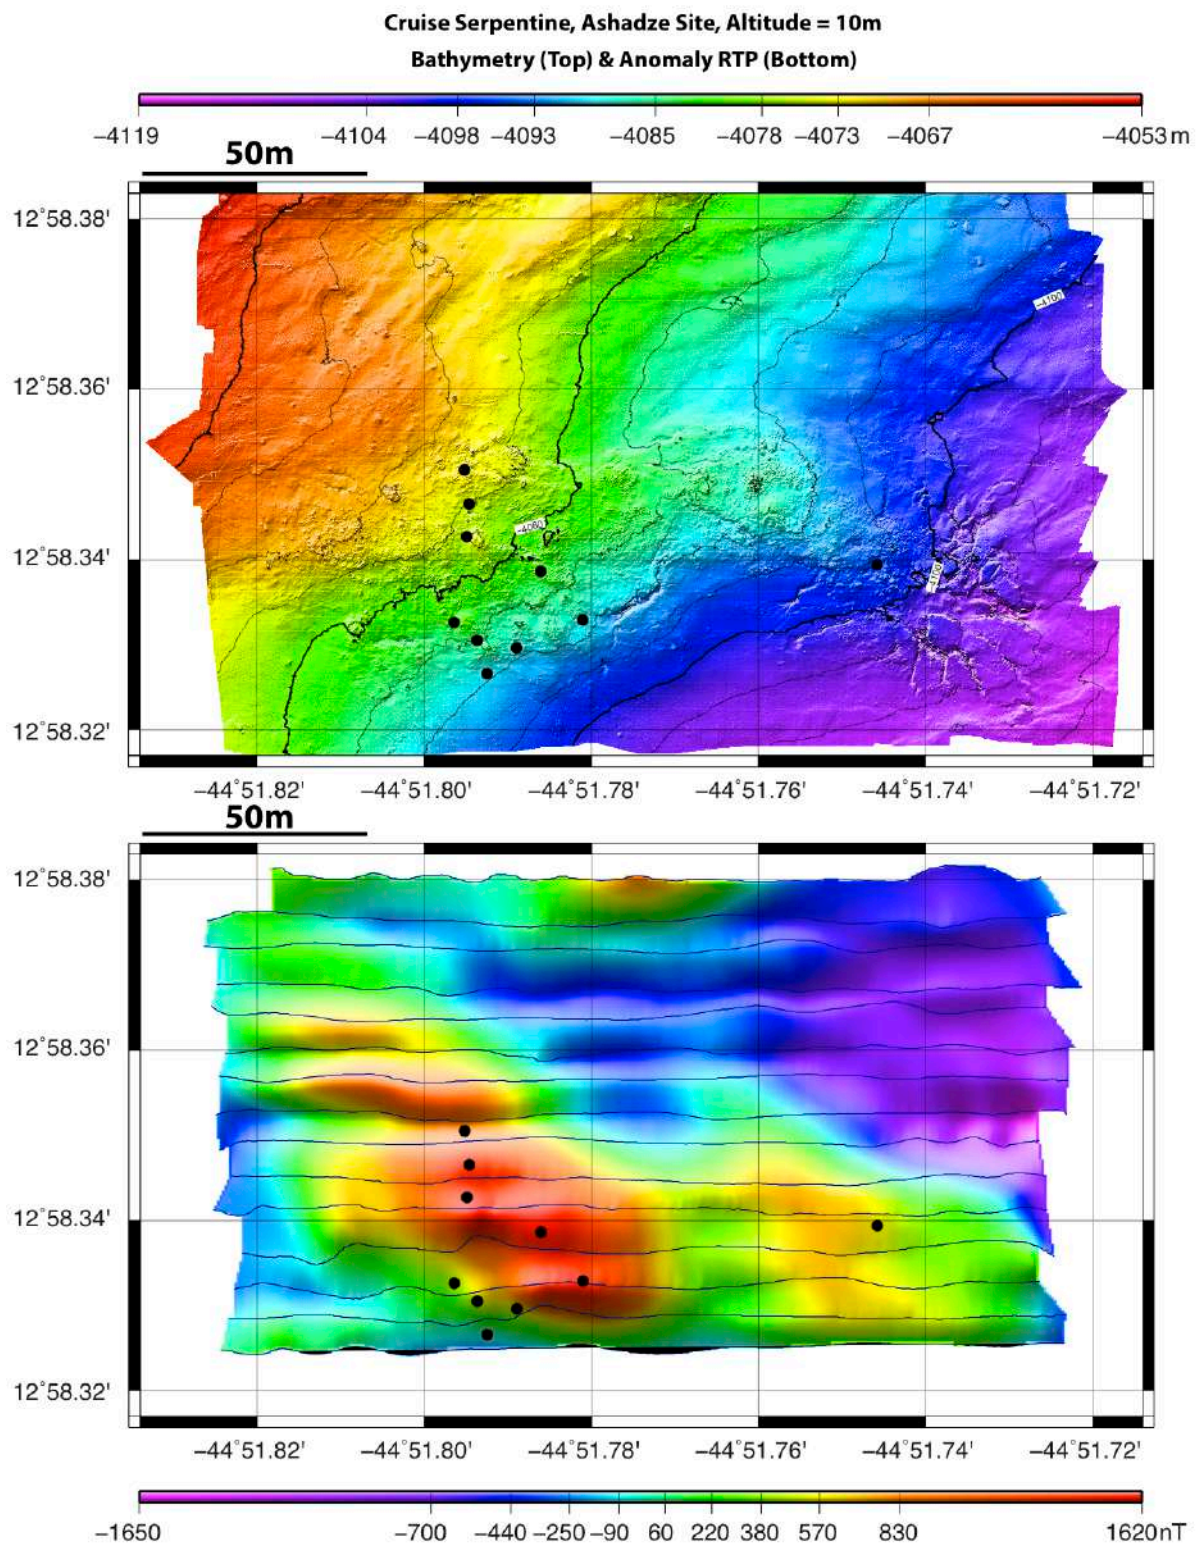 Cruise Serpentine, Ashadze Site, Altitude = 10m
Bathymetry (Top) & Anomaly RTP (Bottom)
−4119 −4104 −4098 −4093 −4085 −4078 −4073 −4067 −4053 m
50m
12˚58.38'
−4100
12˚58.36'
−4080
12˚58.34'
−4100
12˚58.32'
−44˚51.82' −44˚51.80' −44˚51.78' −44˚51.76' −44˚51.74' −44˚51.72'
50m
12˚58.38'
12˚58.36'
12˚58.34'
12˚58.32'
−44˚51.82' −44˚51.80' −44˚51.78' −44˚51.76' −44˚51.74' −44˚51.72'
−1650 −700 −440 −250 −90 60 220 380 570 830 1620nT